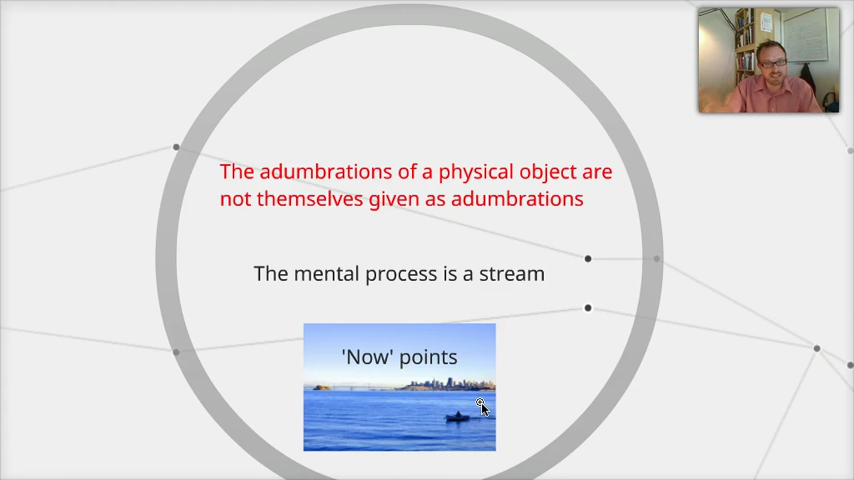 The adumbrations of a physical object are
not themselves given as adumbrations
The mental process is a stream
'Now' points